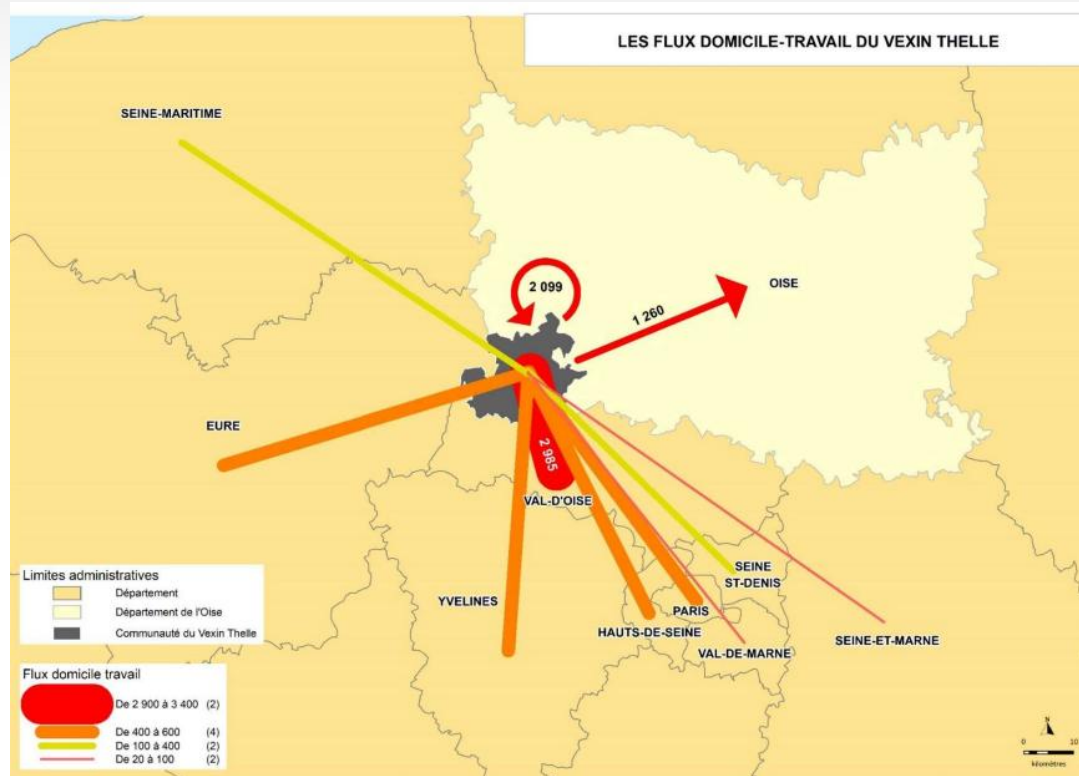 LES FLUX DOMICILE-TRAVAIL DU VEXIN THELLE
SEINE-MARITIME
2 099
OISE
1 260
EURE
2 985
VAL-D'OISE
SEINE
ST-DENIS
YVELINES
PARIS
HAUTS-DE-SEINE
VAL-DE-MARNE
SEINE-ET-MARNE
Limites administratives
Département
Département de l'Oise
Communauté du Vexin Thelle
Flux domicile travail
De 2 900 à 3 400 (2)
De 400 à 600 (4)
De 100 à 400 (2)
De 20 à 100 (2)
N
0 10
kilomètres